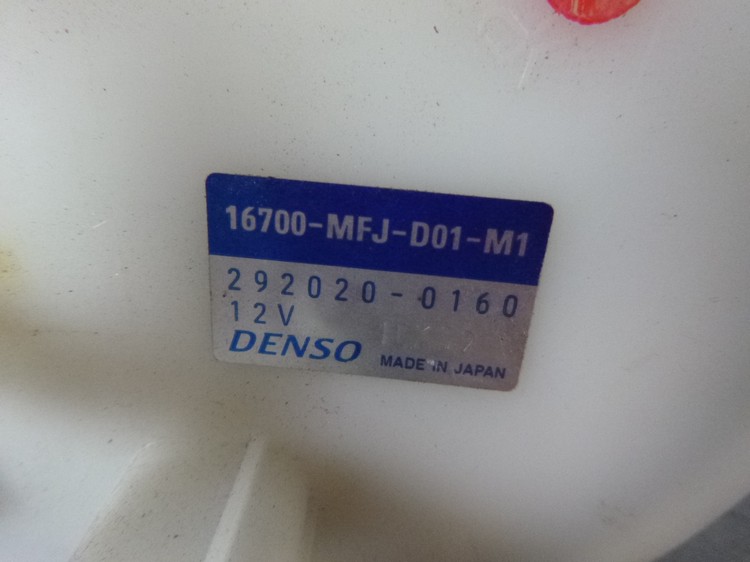 16700-MFJ-D01-M1
292020-0160
12V
DENSO MADE IN JAPAN